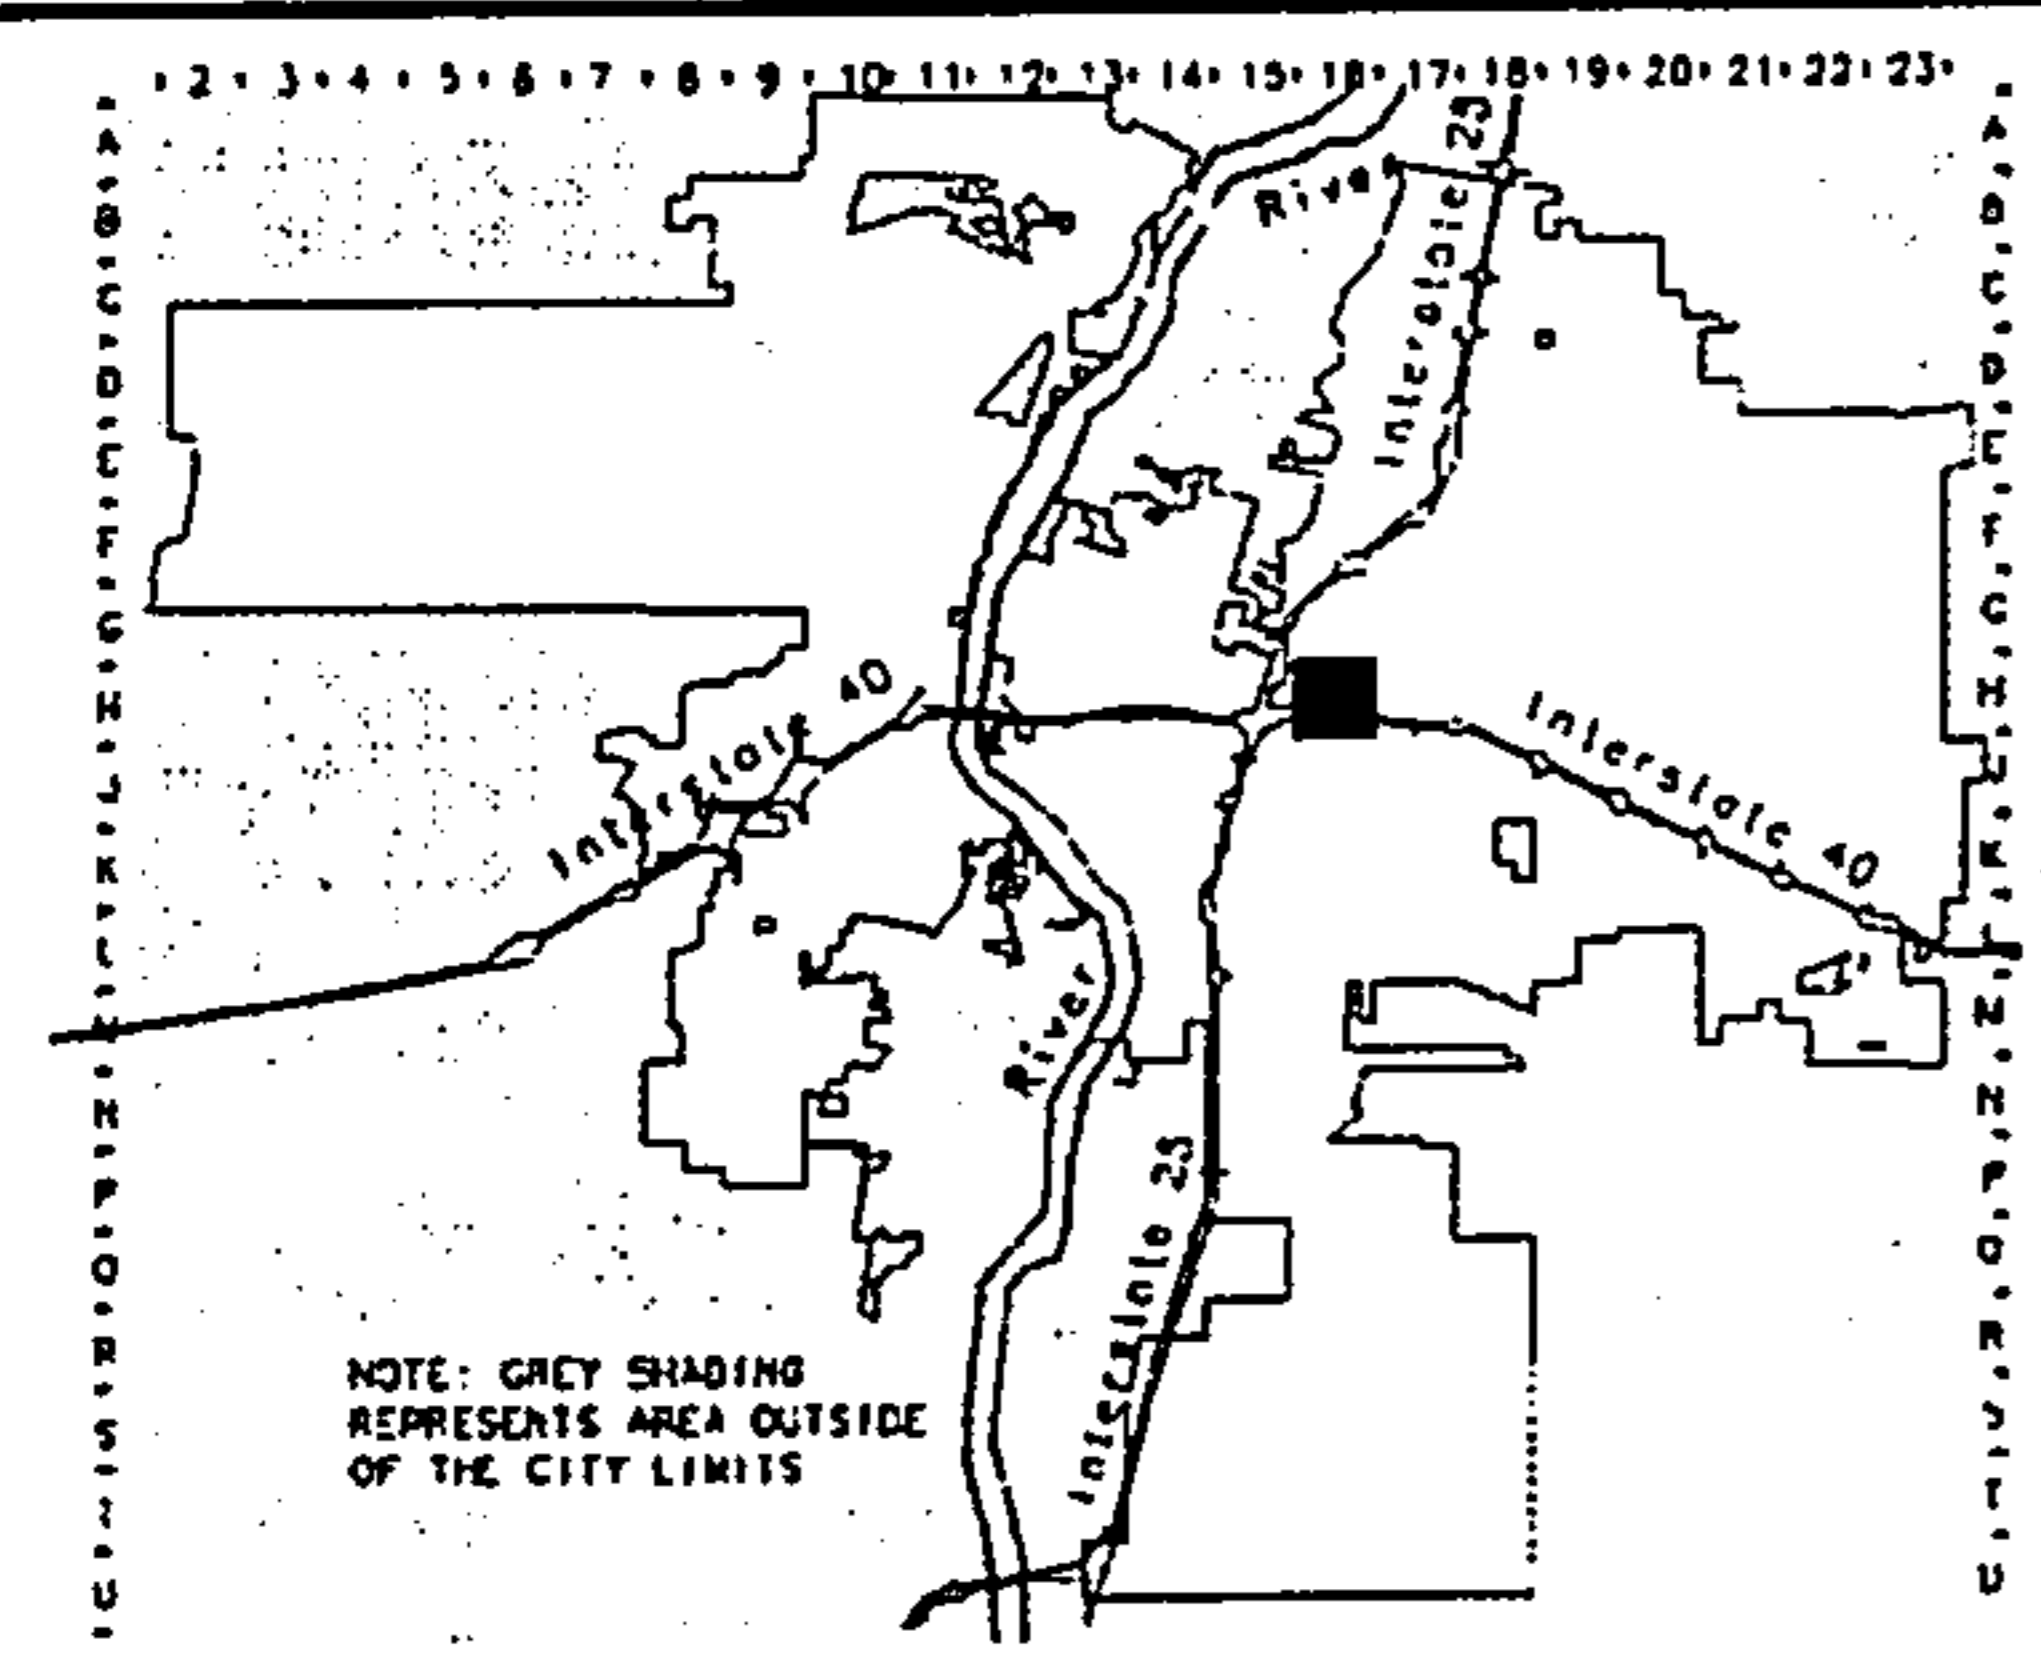 2 3 4 5 6 7 8 9 10 11 12 13 14 15 16 17 18 19 20 21 22 23
A A
B B
C C
D D
E E
F F
G G
H H
J J
K K
L L
M M
N N
P P
Q Q
R R
S S
T T
U U
River
Interstate 25
Interstate 40
Interstate 40
River
Interstate 25
NOTE: GREY SHADING
REPRESENTS AREA OUTSIDE
OF THE CITY LIMITS